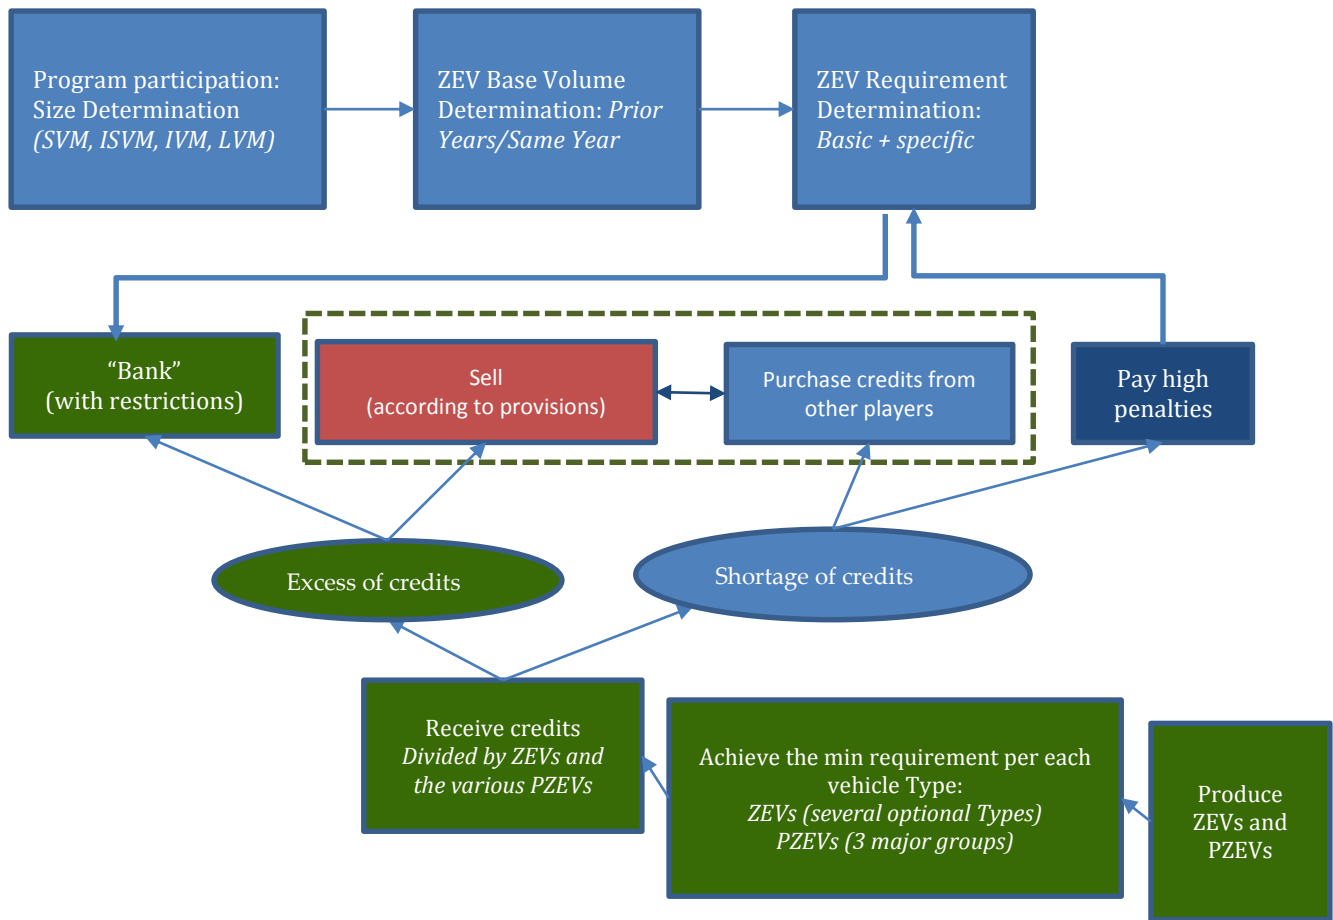 Program participation:
Size Determination
(SVM, ISVM, IVM, LVM)
ZEV Base Volume
Determination: Prior
Years/Same Year
ZEV Requirement
Determination:
Basic + specific
“Bank”
(with restrictions)
Sell
(according to provisions)
Purchase credits from
other players
Pay high
penalties
Excess of credits
Shortage of credits
Receive credits
Divided by ZEVs and
the various PZEVs
Achieve the min requirement per each
vehicle Type:
ZEVs (several optional Types)
PZEVs (3 major groups)
Produce
ZEVs and
PZEVs